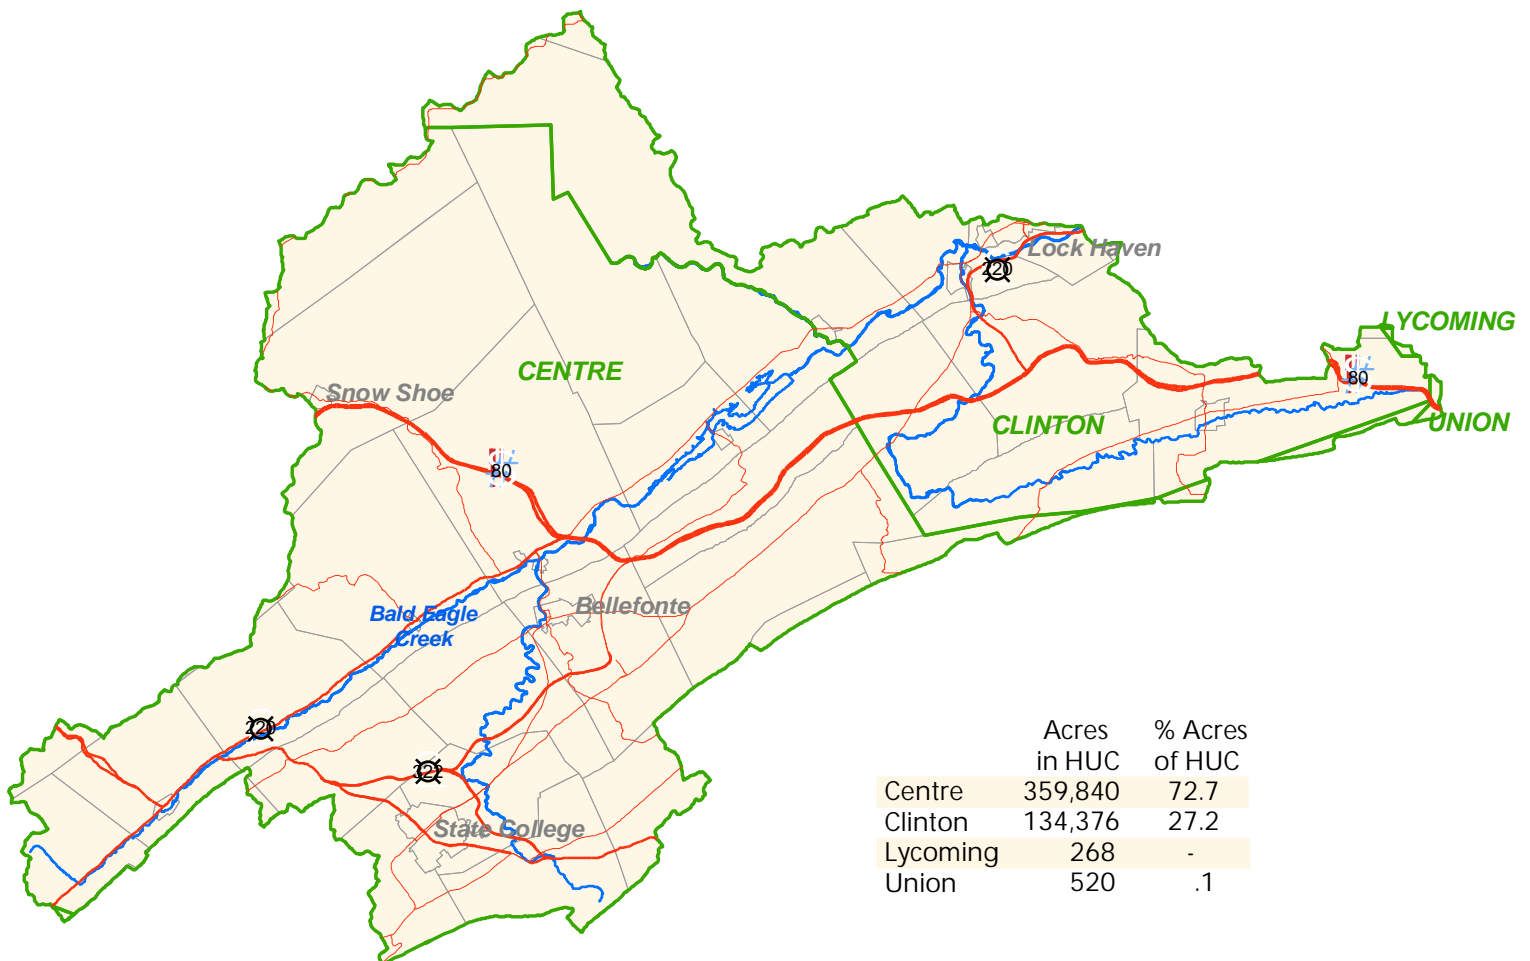 LYCOMING
Lock Haven
220
CENTRE
80
Snow Shoe
CLINTON
UNION
80
Bellefonte
Bald Eagle
Creek
220
322
State College
Acres % Acres
in HUC of HUC
Centre 359,840 72.7
Clinton 134,376 27.2
Lycoming 268 -
Union 520 .1